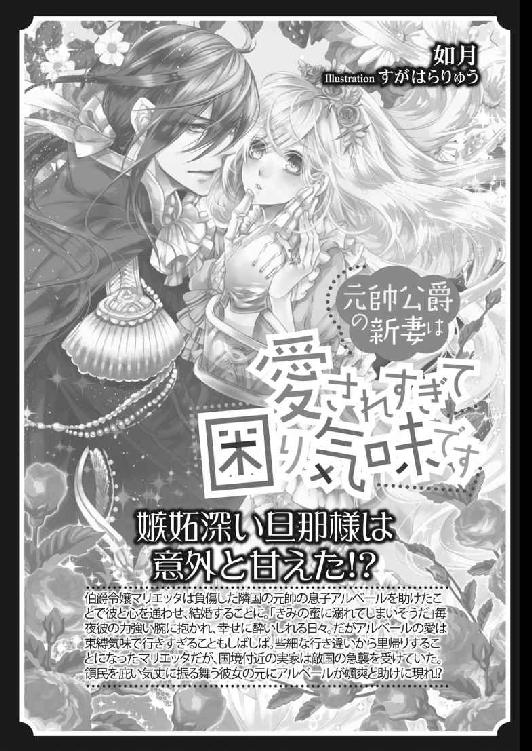 如月
Illustration すがはらりゅう
元帥公爵
の新妻は
愛されすぎて
困り気味です
嫉妬深い旦那様は
意外と甘えた!?
伯爵令嬢マリエッタは負傷した隣国の元帥の息子アルベールを助けたこ
とで彼と心を通わせ、結婚することに。「きみの蜜に溺れてしまいそうだ」毎
夜彼の力強い腕に抱かれ、幸せに酔いしれる日々。だがアルベールの愛は
束縛気味で行きすぎることもしばしば。些細な行き違いから里帰りするこ
とになったマリエッタだが、国境付近の実家は敵国の急襲を受けていた。
領民を庇い気丈に振る舞う彼女の元にアルベールが颯爽と助けに現れ!?